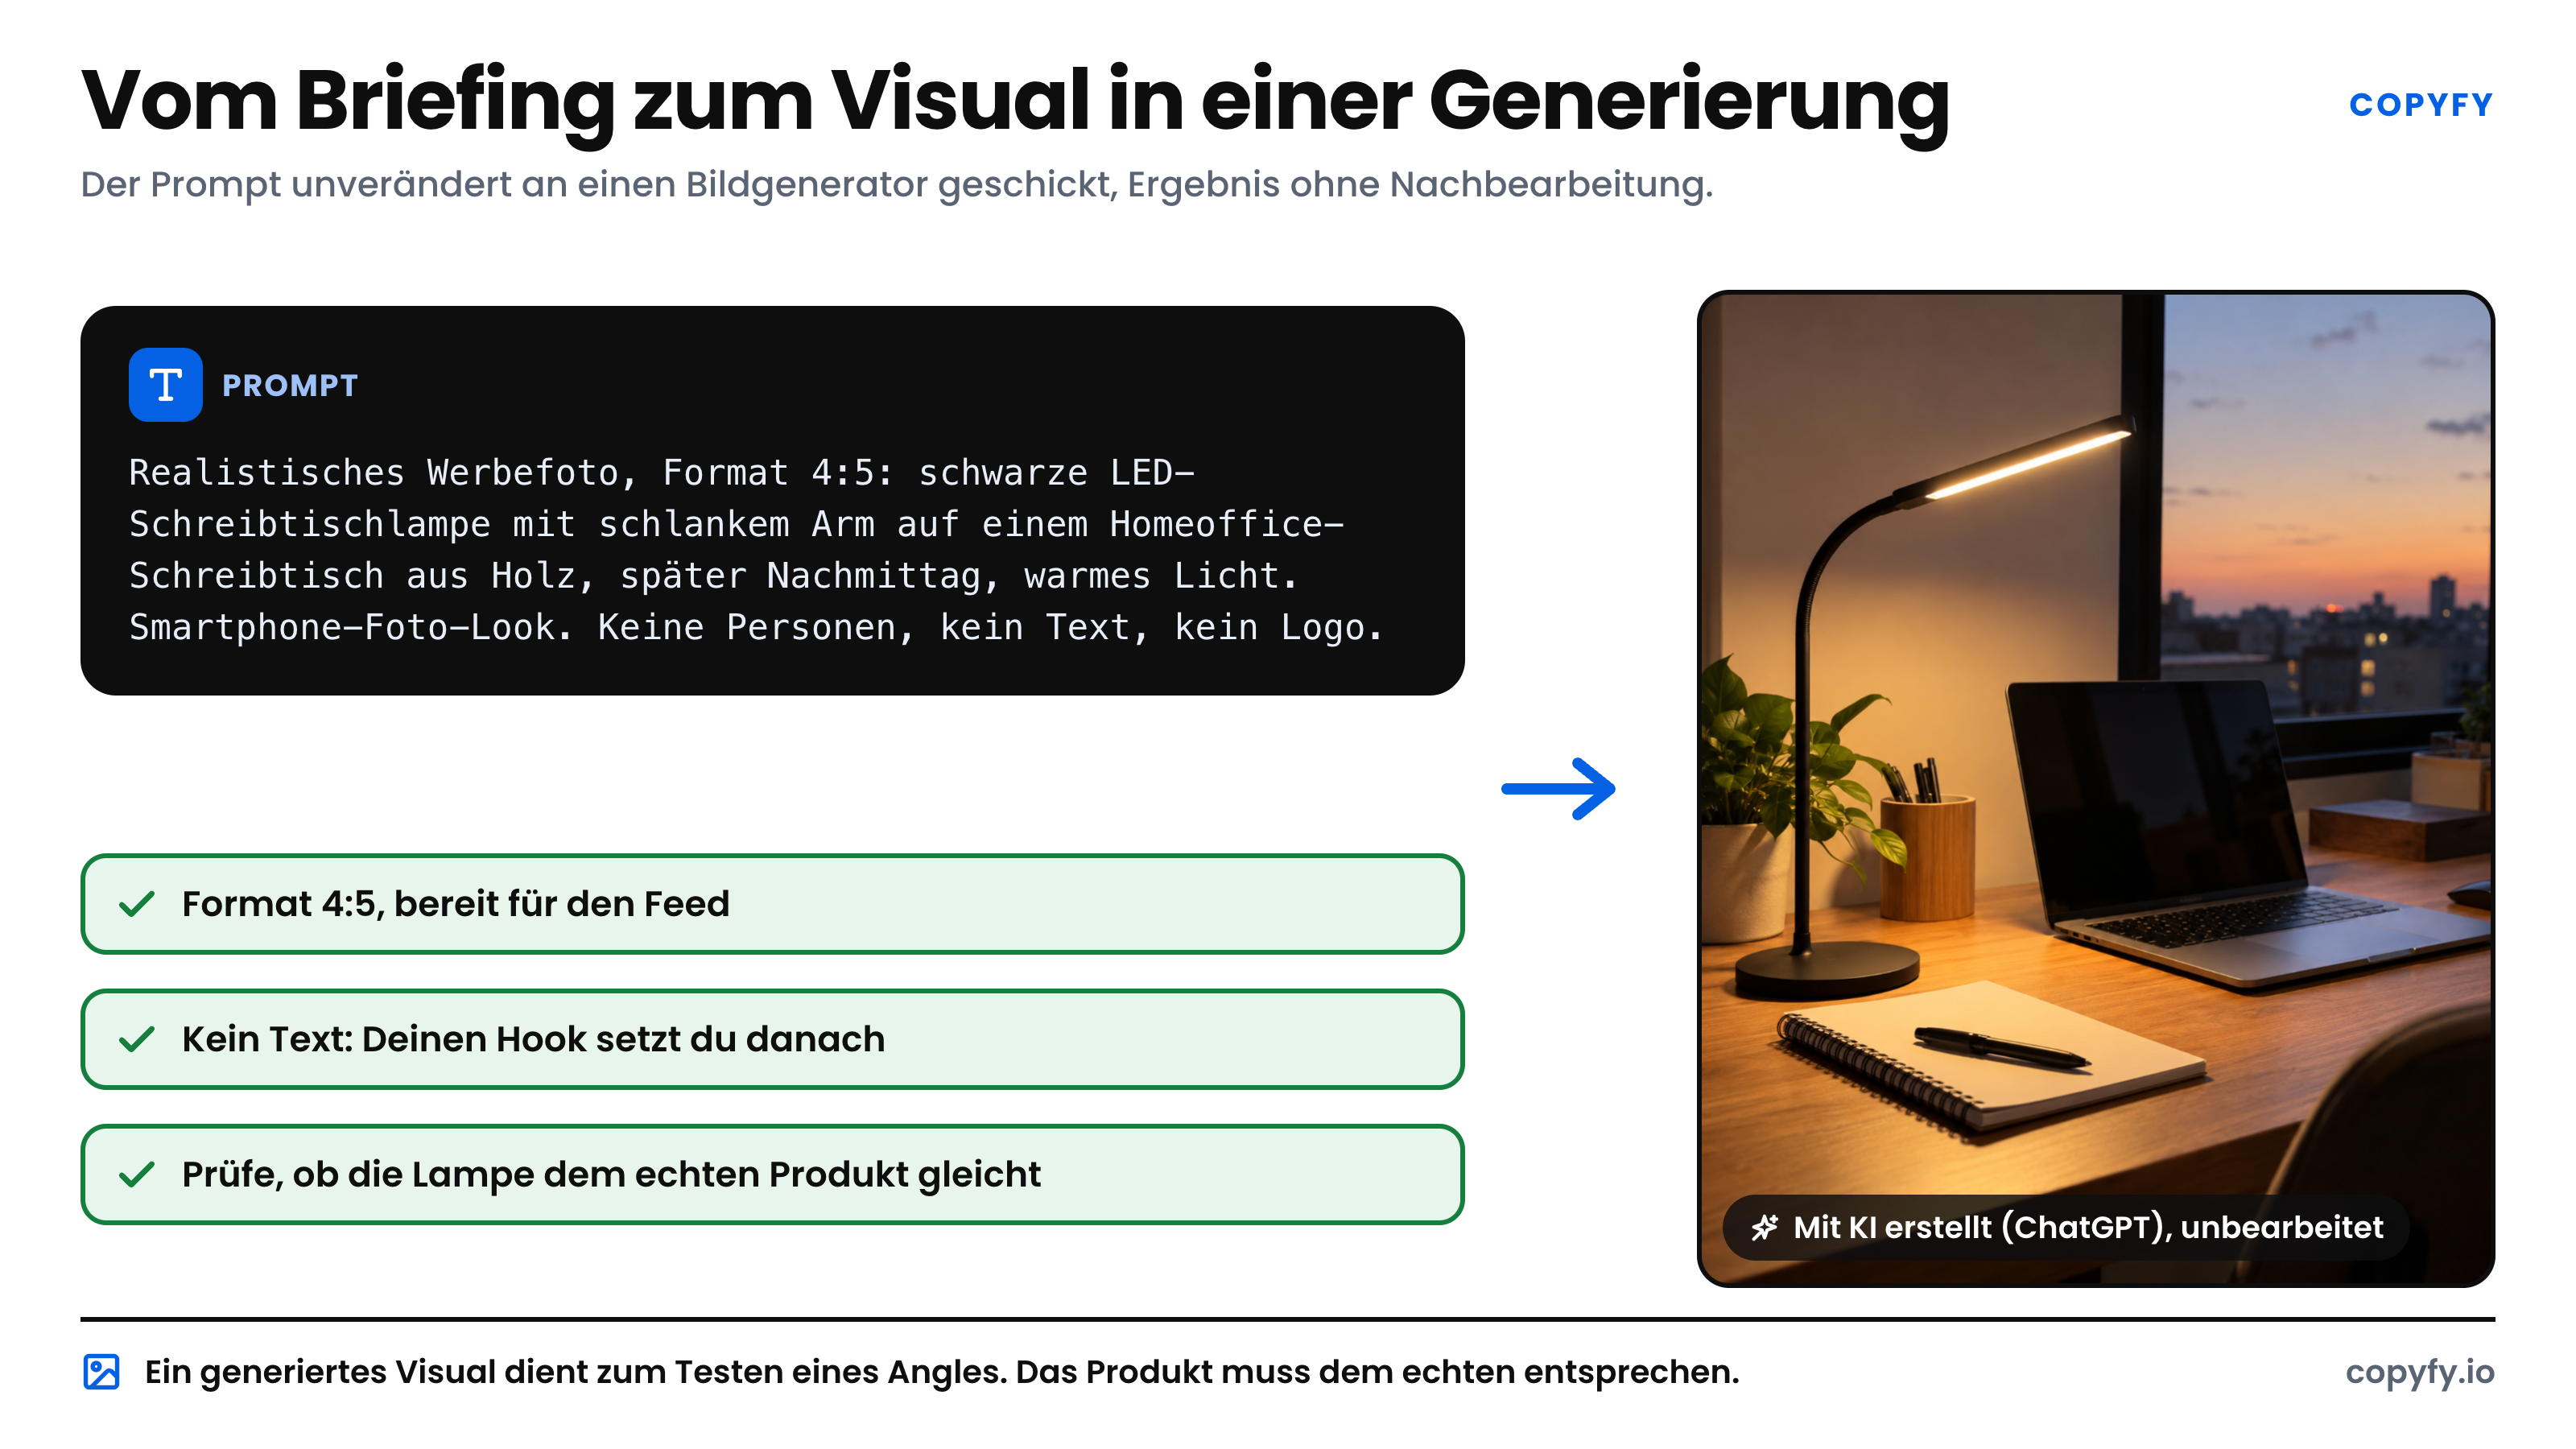 Vom Briefing zum Visual in einer Generierung
COPYFY
Der Prompt unverändert an einen Bildgenerator geschickt, Ergebnis ohne Nachbearbeitung.
T
PROMPT
Realistisches Werbefoto, Format 4:5: schwarze LED-
Schreibtischlampe mit schlankem Arm auf einem Homeoffice-
Schreibtisch aus Holz, später Nachmittag, warmes Licht.
Smartphone-Foto-Look. Keine Personen, kein Text, kein Logo.
Format 4:5, bereit für den Feed
Kein Text: Deinen Hook setzt du danach
Prüfe, ob die Lampe dem echten Produkt gleicht
Mit KI erstellt (ChatGPT), unbearbeitet
Ein generiertes Visual dient zum Testen eines Angles. Das Produkt muss dem echten entsprechen.
copyfy.io